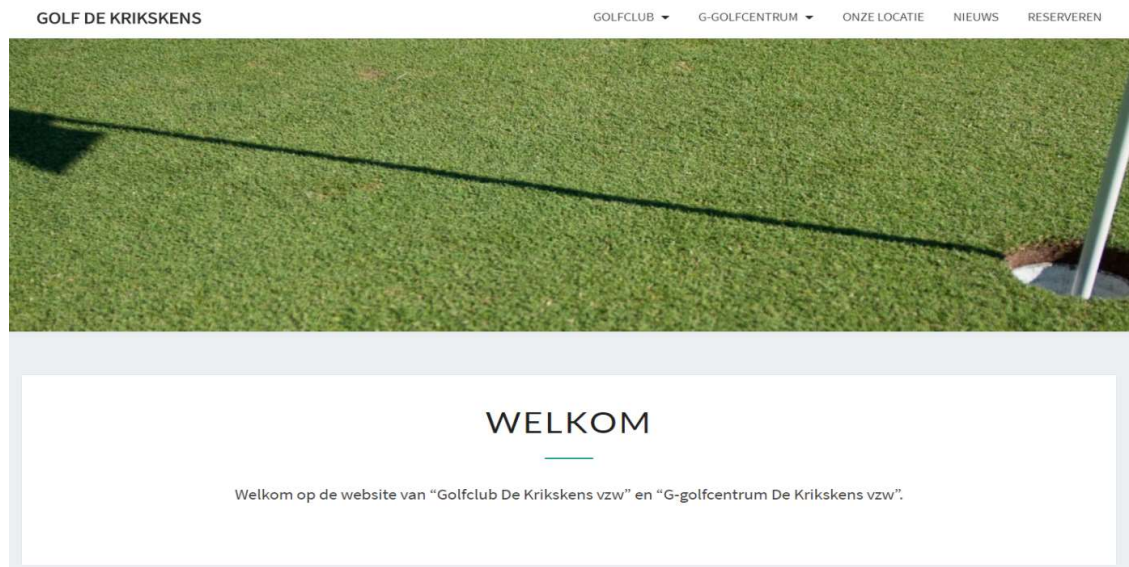 GOLF DE KRIKSKENS
GOLFCLUB G-GOLFCENTRUM ONZE LOCATIE NIEUWS RESERVEREN
WELKOM
Welkom op de website van “Golfclub De Krikskens vzw” en “G-golfcentrum De Krikskens vzw”.